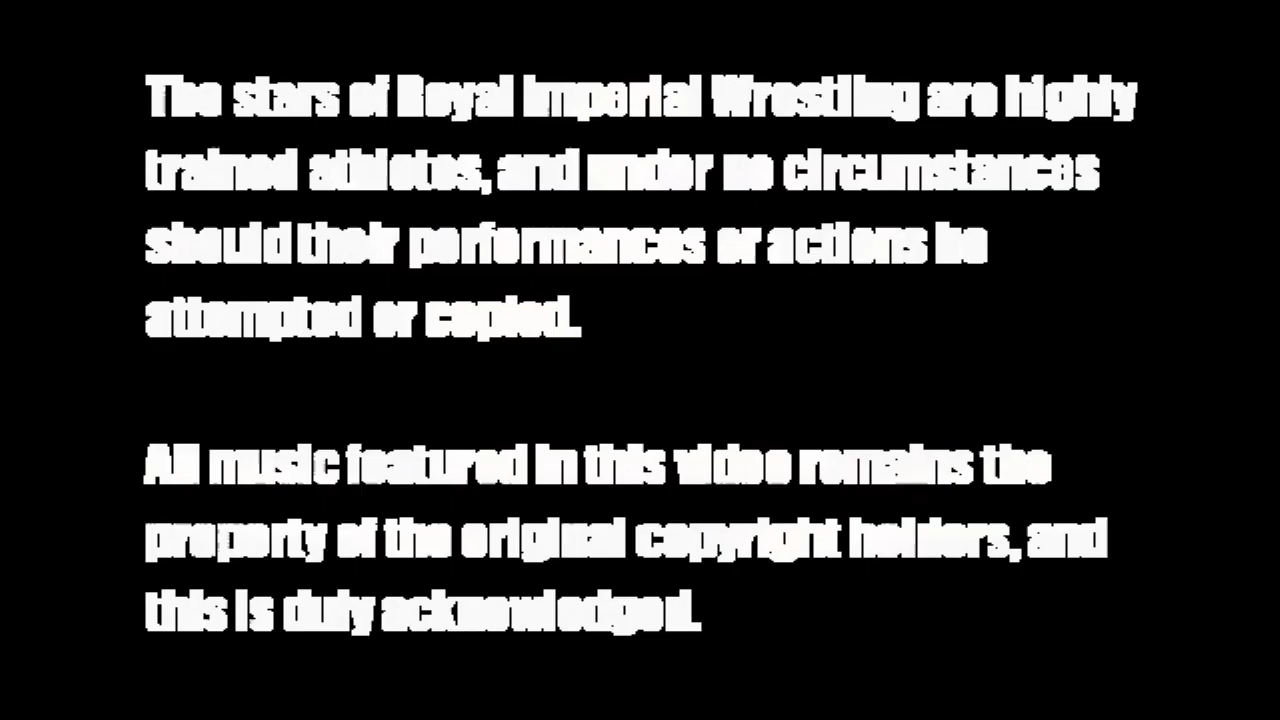 The stars of Royal Imperial Wrestling are highly
trained athletes, and under no circumstances
should their performances or actions be
attempted or copied.
All music featured in this video remains the
property of the original copyright holders, and
this is duly acknowledged.